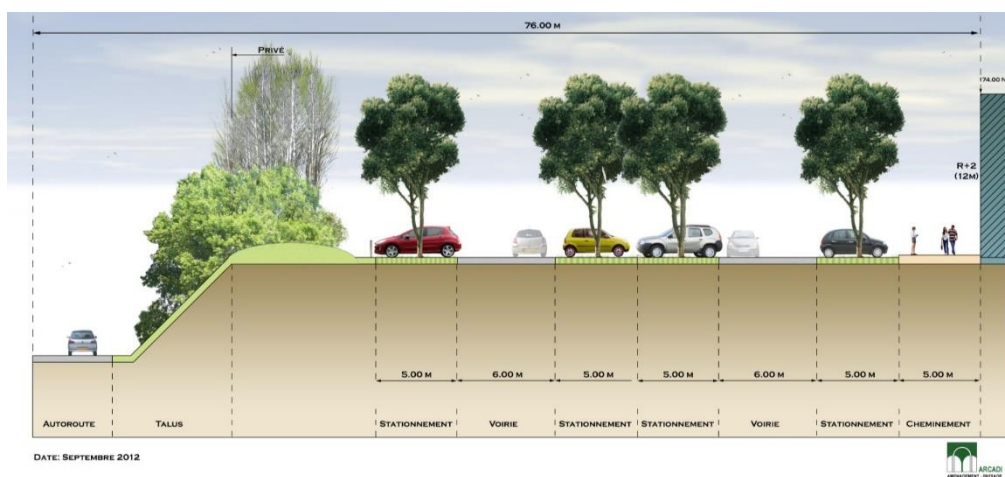 76.00 M
PRIVÉ
174.00 N
R+2
(12M)
5.00 M 6.00 M 5.00 M 5.00 M 6.00 M 5.00 M 5.00 M
AUTOROUTE TALUS STATIONNEMENT VOIRIE STATIONNEMENT STATIONNEMENT VOIRIE STATIONNEMENT CHEMINEMENT
DATE: SEPTEMBRE 2012
ARCADI